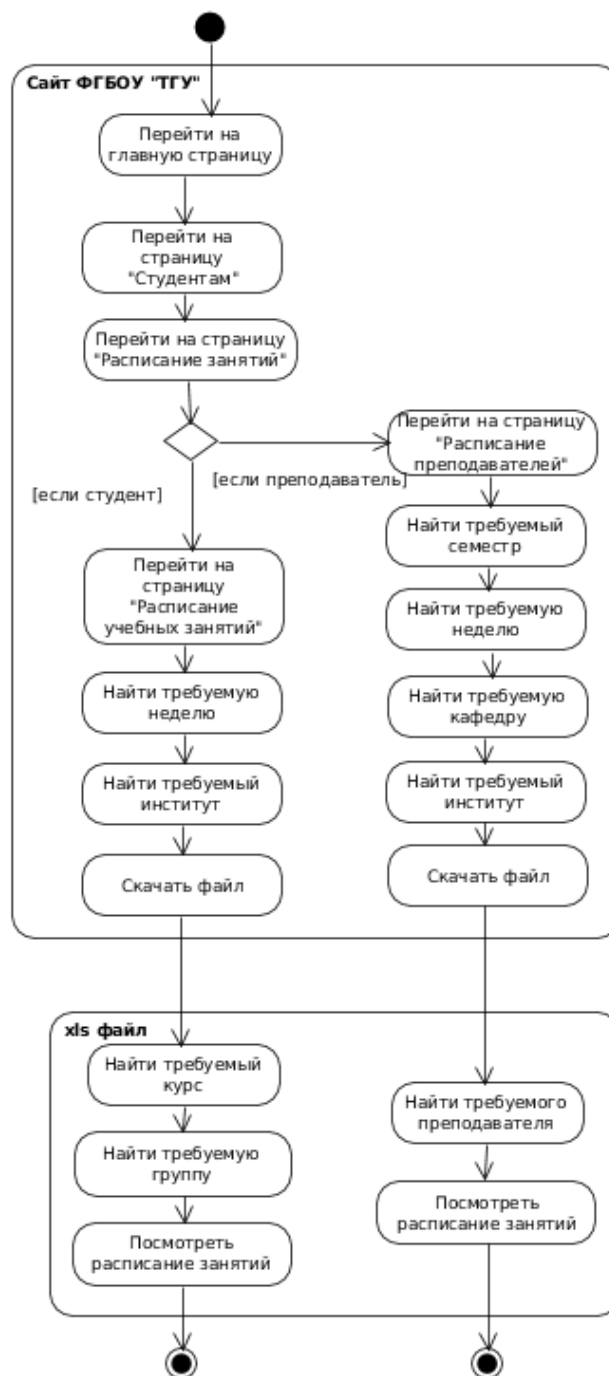 Сайт ФГБОУ "ТГУ"
Перейти на
главную страницу
Перейти на
страницу
"Студентам"
Перейти на страницу
"Расписание занятий"
[если студент]
[если преподаватель]
Перейти на
страницу
"Расписание
учебных занятий"
Найти требуемую
неделю
Найти требуемый
институт
Скачать файл
Перейти на страницу
"Расписание
преподавателей"
Найти требуемый
семестр
Найти требуемую
неделю
Найти требуемую
кафедру
Найти требуемый
институт
Скачать файл
xls файл
Найти требуемый
курс
Найти требуемую
группу
Посмотреть
расписание занятий
Найти требуемого
преподавателя
Посмотреть
расписание занятий